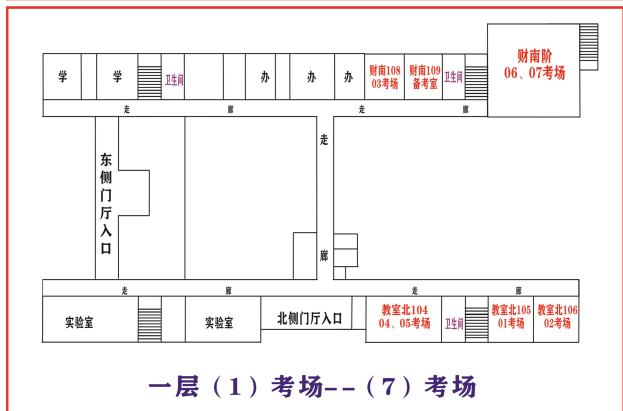 财南阶
06、07考场
学
学
卫生间
办
办
办
财南108
03考场
财南109
备考室
卫生间
走
廊
走
廊
东侧门厅入口
走
廊
走
廊
走
廊
实验室
实验室
北侧门厅入口
教室北104
04、05考场
卫生间
教室北105
01考场
教室北106
02考场
一层（1）考场--（7）考场